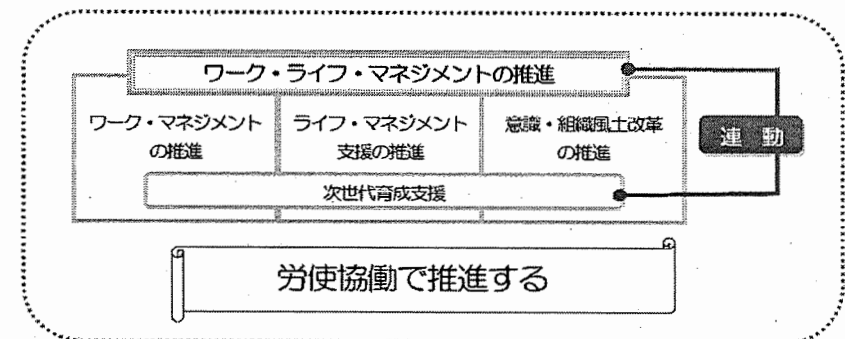 ワーク・ライフ・マネジメントの推進
ワーク・マネジメント
の推進
ライフ・マネジメント
支援の推進
意識・組織風土改革
の推進
連動
次世代育成支援
労使協働で推進する